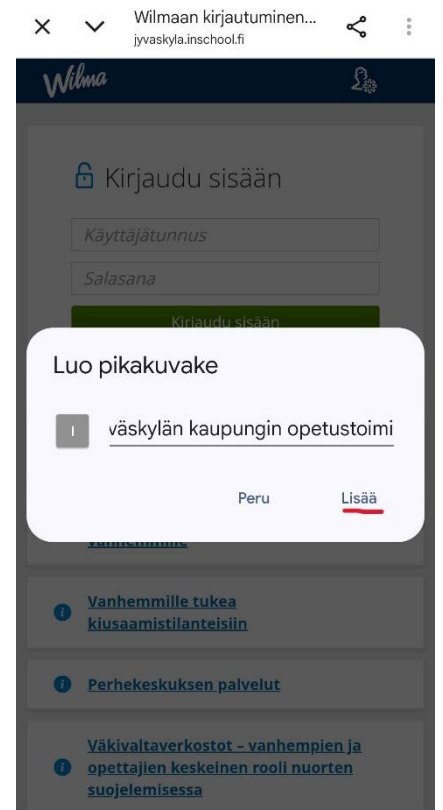 Wilmaan kirjautuminen...
jyvaskyla.inschool.fi
Wilma
Kirjaudu sisään
Käyttäjätunnus
Salasana
Kirjaudu sisään
Luo pikakuvake
I
väskylän kaupungin opetustoimi
Peru
Lisää
vanhemmille
Vanhemmille tukea
kiusaamistilanteisiin
Perhekeskuksen palvelut
Väkivaltaverkostot – vanhempien ja
opettajien keskeinen rooli nuorten
suojelemisessa